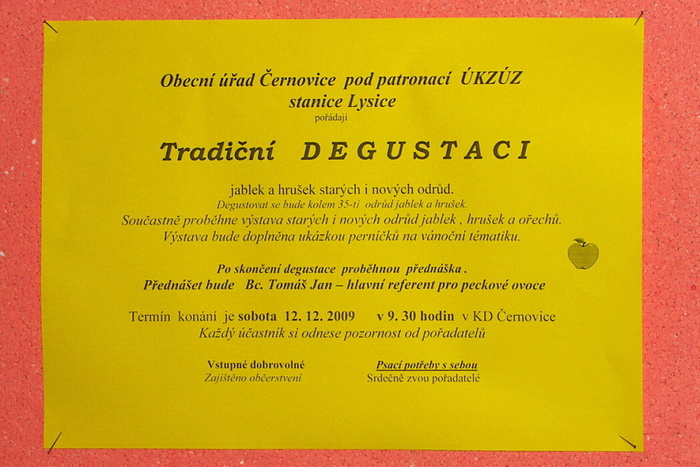 Obecní úřad Černovice pod patronací ÚKZÚZ
stanice Lysice
pořádají
Tradiční DEGUSTACI
jablek a hrušek starých i nových odrůd.
Degustovat se bude kolem 35-ti odrůd jablek a hrušek.
Součastně proběhne výstava starých i nových odrůd jablek , hrušek a ořechů.
Výstava bude doplněna ukázkou perníčků na vánoční tématiku.
Po skončení degustace proběhnou přednáška .
Přednášet bude Bc. Tomáš Jan – hlavní referent pro peckové ovoce
Termín konání je sobota 12. 12. 2009 v 9. 30 hodin v KD Černovice
Každý účastník si odnese pozornost od pořadatelů
Vstupné dobrovolné Psací potřeby s sebou
Zajištěno občerstvení Srdečně zvou pořadatelé